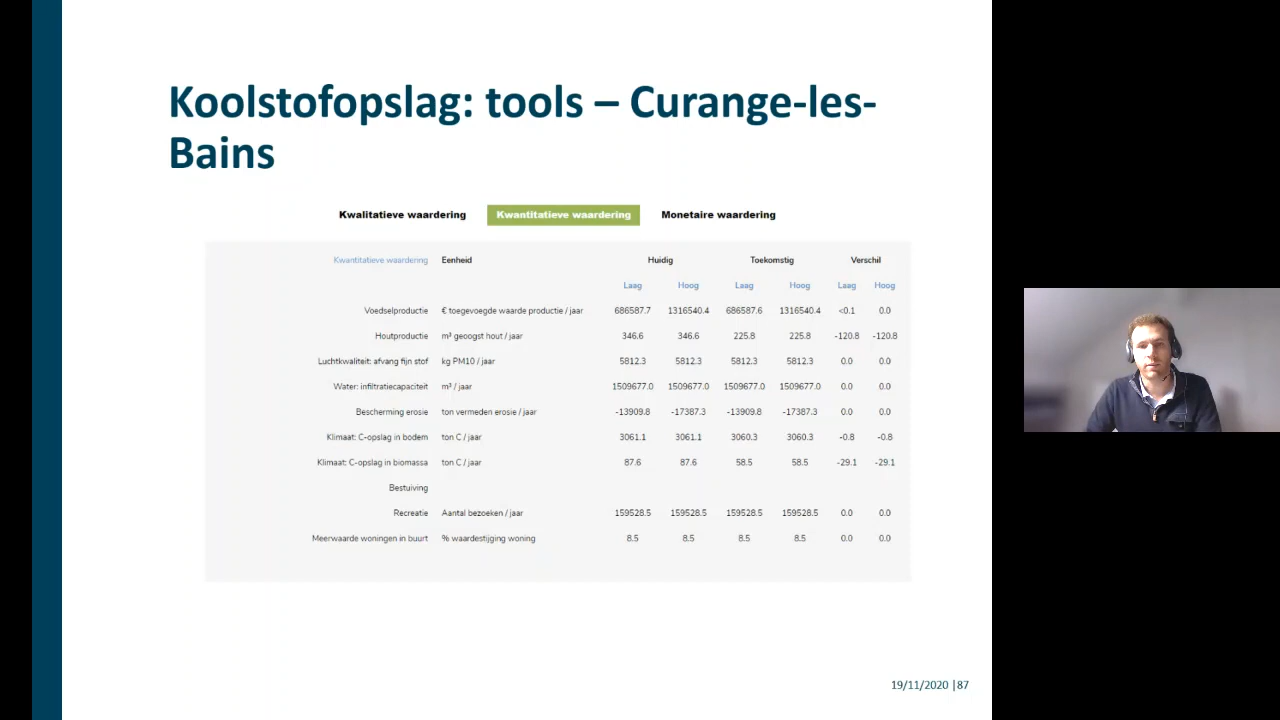 Koolstofopslag: tools – Curange-les-
Bains
Kwalitatieve waardering Kwantitatieve waardering Monetaire waardering
Kwantitatieve waardering Eenheid Huidig Toekomstig Verschil
Laag Hoog Laag Hoog Laag Hoog
Voedselproductie € toegevoegde waarde productie / jaar 686587.7 1316540.4 686587.6 1316540.4 <0.1 0.0
Houtproductie m³ geoogst hout / jaar 346.6 346.6 225.8 225.8 -120.8 -120.8
Luchtkwaliteit: afvang fijn stof kg PM10 / jaar 5812.3 5812.3 5812.3 5812.3 0.0 0.0
Water: infiltratiecapaciteit m³ / jaar 1509677.0 1509677.0 1509677.0 1509677.0 0.0 0.0
Bescherming erosie ton vermeden erosie / jaar -13909.8 -17387.3 -13909.8 -17387.3 0.0 0.0
Klimaat: C-opslag in bodem ton C / jaar 3061.1 3061.1 3060.3 3060.3 -0.8 -0.8
Klimaat: C-opslag in biomassa ton C / jaar 87.6 87.6 58.5 58.5 -29.1 -29.1
Bestuiving
Recreatie Aantal bezoeken / jaar 159528.5 159528.5 159528.5 159528.5 0.0 0.0
Meerwaarde woningen in buurt % waardestijging woning 8.5 8.5 8.5 8.5 0.0 0.0
19/11/2020 |87